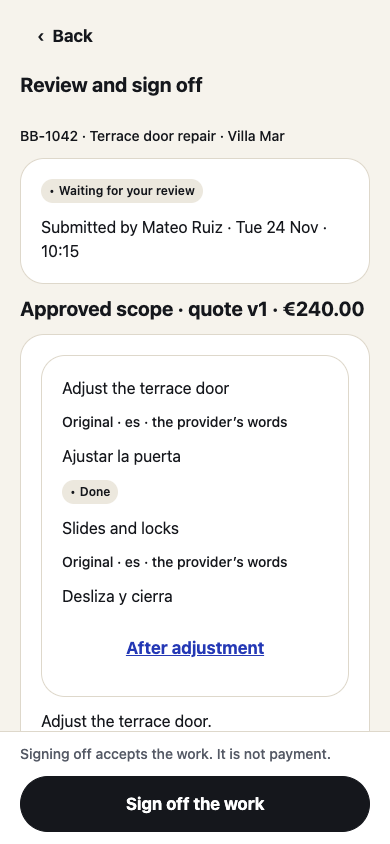 ‹ Back
Review and sign off
BB-1042 · Terrace door repair · Villa Mar
• Waiting for your review
Submitted by Mateo Ruiz · Tue 24 Nov ·
10:15
Approved scope · quote v1 · €240.00
Adjust the terrace door
Original · es · the provider’s words
Ajustar la puerta
• Done
Slides and locks
Original · es · the provider’s words
Desliza y cierra
After adjustment
Adjust the terrace door.
Signing off accepts the work. It is not payment.
Sign off the work